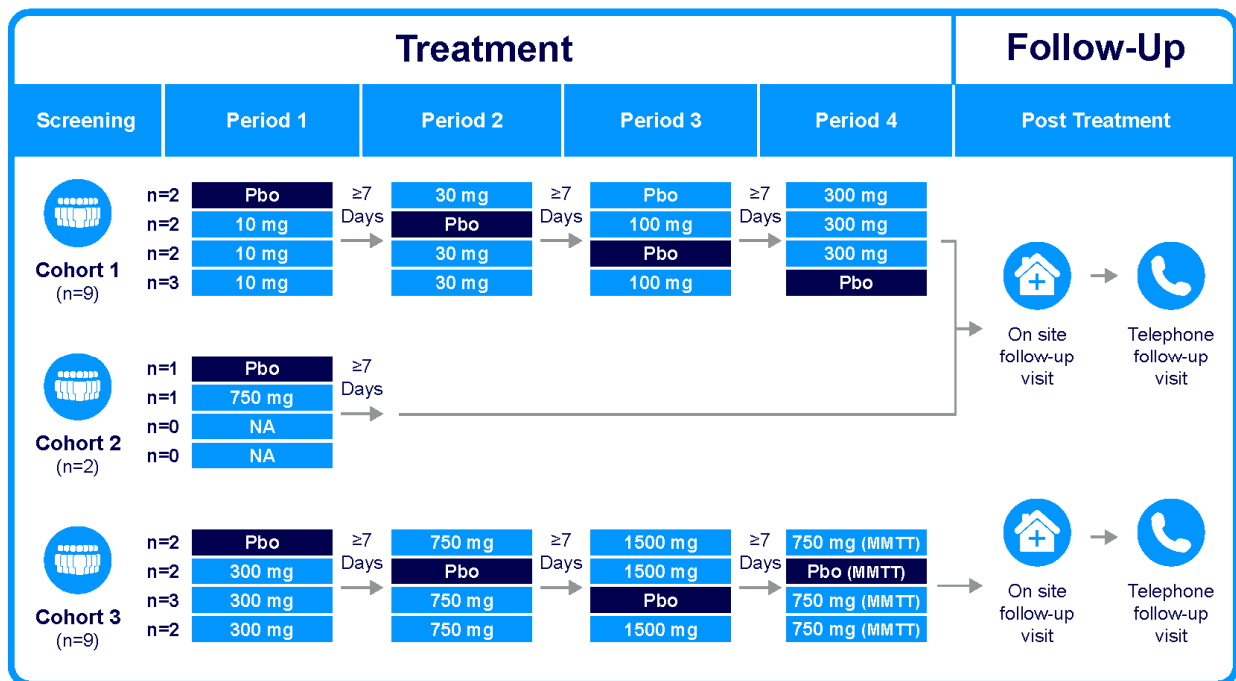 Treatment
Follow-Up
Screening
Period 1
Period 2
Period 3
Period 4
Post Treatment
Cohort 1
(n=9)
n=2 Pbo ≥7 30 mg ≥7 Pbo ≥7 300 mg
n=2 10 mg Days Pbo Days 100 mg Days 300 mg
n=2 10 mg 30 mg Pbo 300 mg
n=3 10 mg 30 mg 100 mg Pbo
On site
follow-up
visit
Telephone
follow-up
visit
Cohort 2
(n=2)
n=1 Pbo ≥7
n=1 750 mg Days
n=0 NA
n=0 NA
Cohort 3
(n=9)
n=2 Pbo ≥7 750 mg ≥7 1500 mg ≥7 750 mg (MMTT)
n=2 300 mg Days Pbo Days 1500 mg Days Pbo (MMTT)
n=3 300 mg 750 mg Pbo 750 mg (MMTT)
n=2 300 mg 750 mg 1500 mg 750 mg (MMTT)
On site
follow-up
visit
Telephone
follow-up
visit